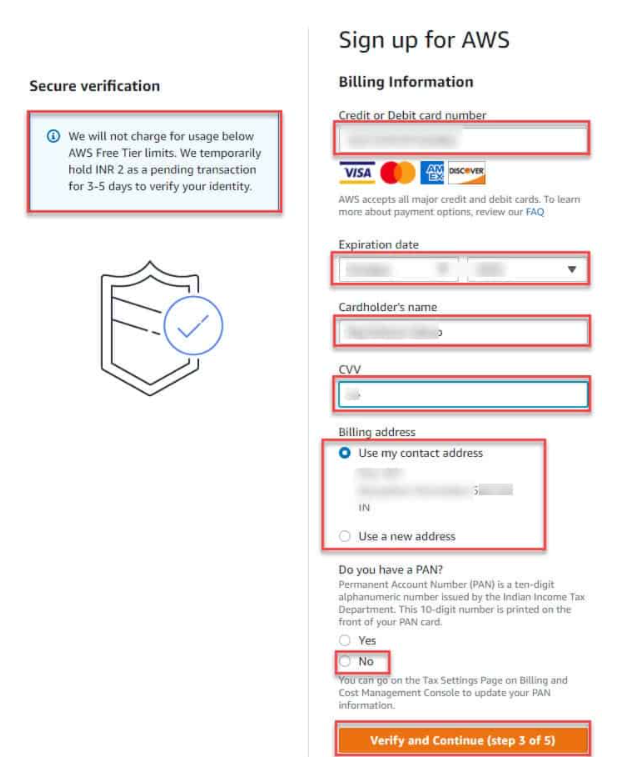 Sign up for AWS
Secure verification
We will not charge for usage below
AWS Free Tier limits. We temporarily
hold INR 2 as a pending transaction
for 3-5 days to verify your identity.
Billing Information
Credit or Debit card number
VISA AM EX DISCOVER
AWS accepts all major credit and debit cards. To learn
more about payment options, review our FAQ
Expiration date
Cardholder's name
CVV
Billing address
Use my contact address
IN
Use a new address
Do you have a PAN?
Permanent Account Number (PAN) is a ten-digit
alphanumeric number issued by the Indian Income Tax
Department. This 10-digit number is printed on the
front of your PAN card.
Yes
No
You can go on the Tax Settings Page on Billing and
Cost Management Console to update your PAN
information.
Verify and Continue (step 3 of 5)